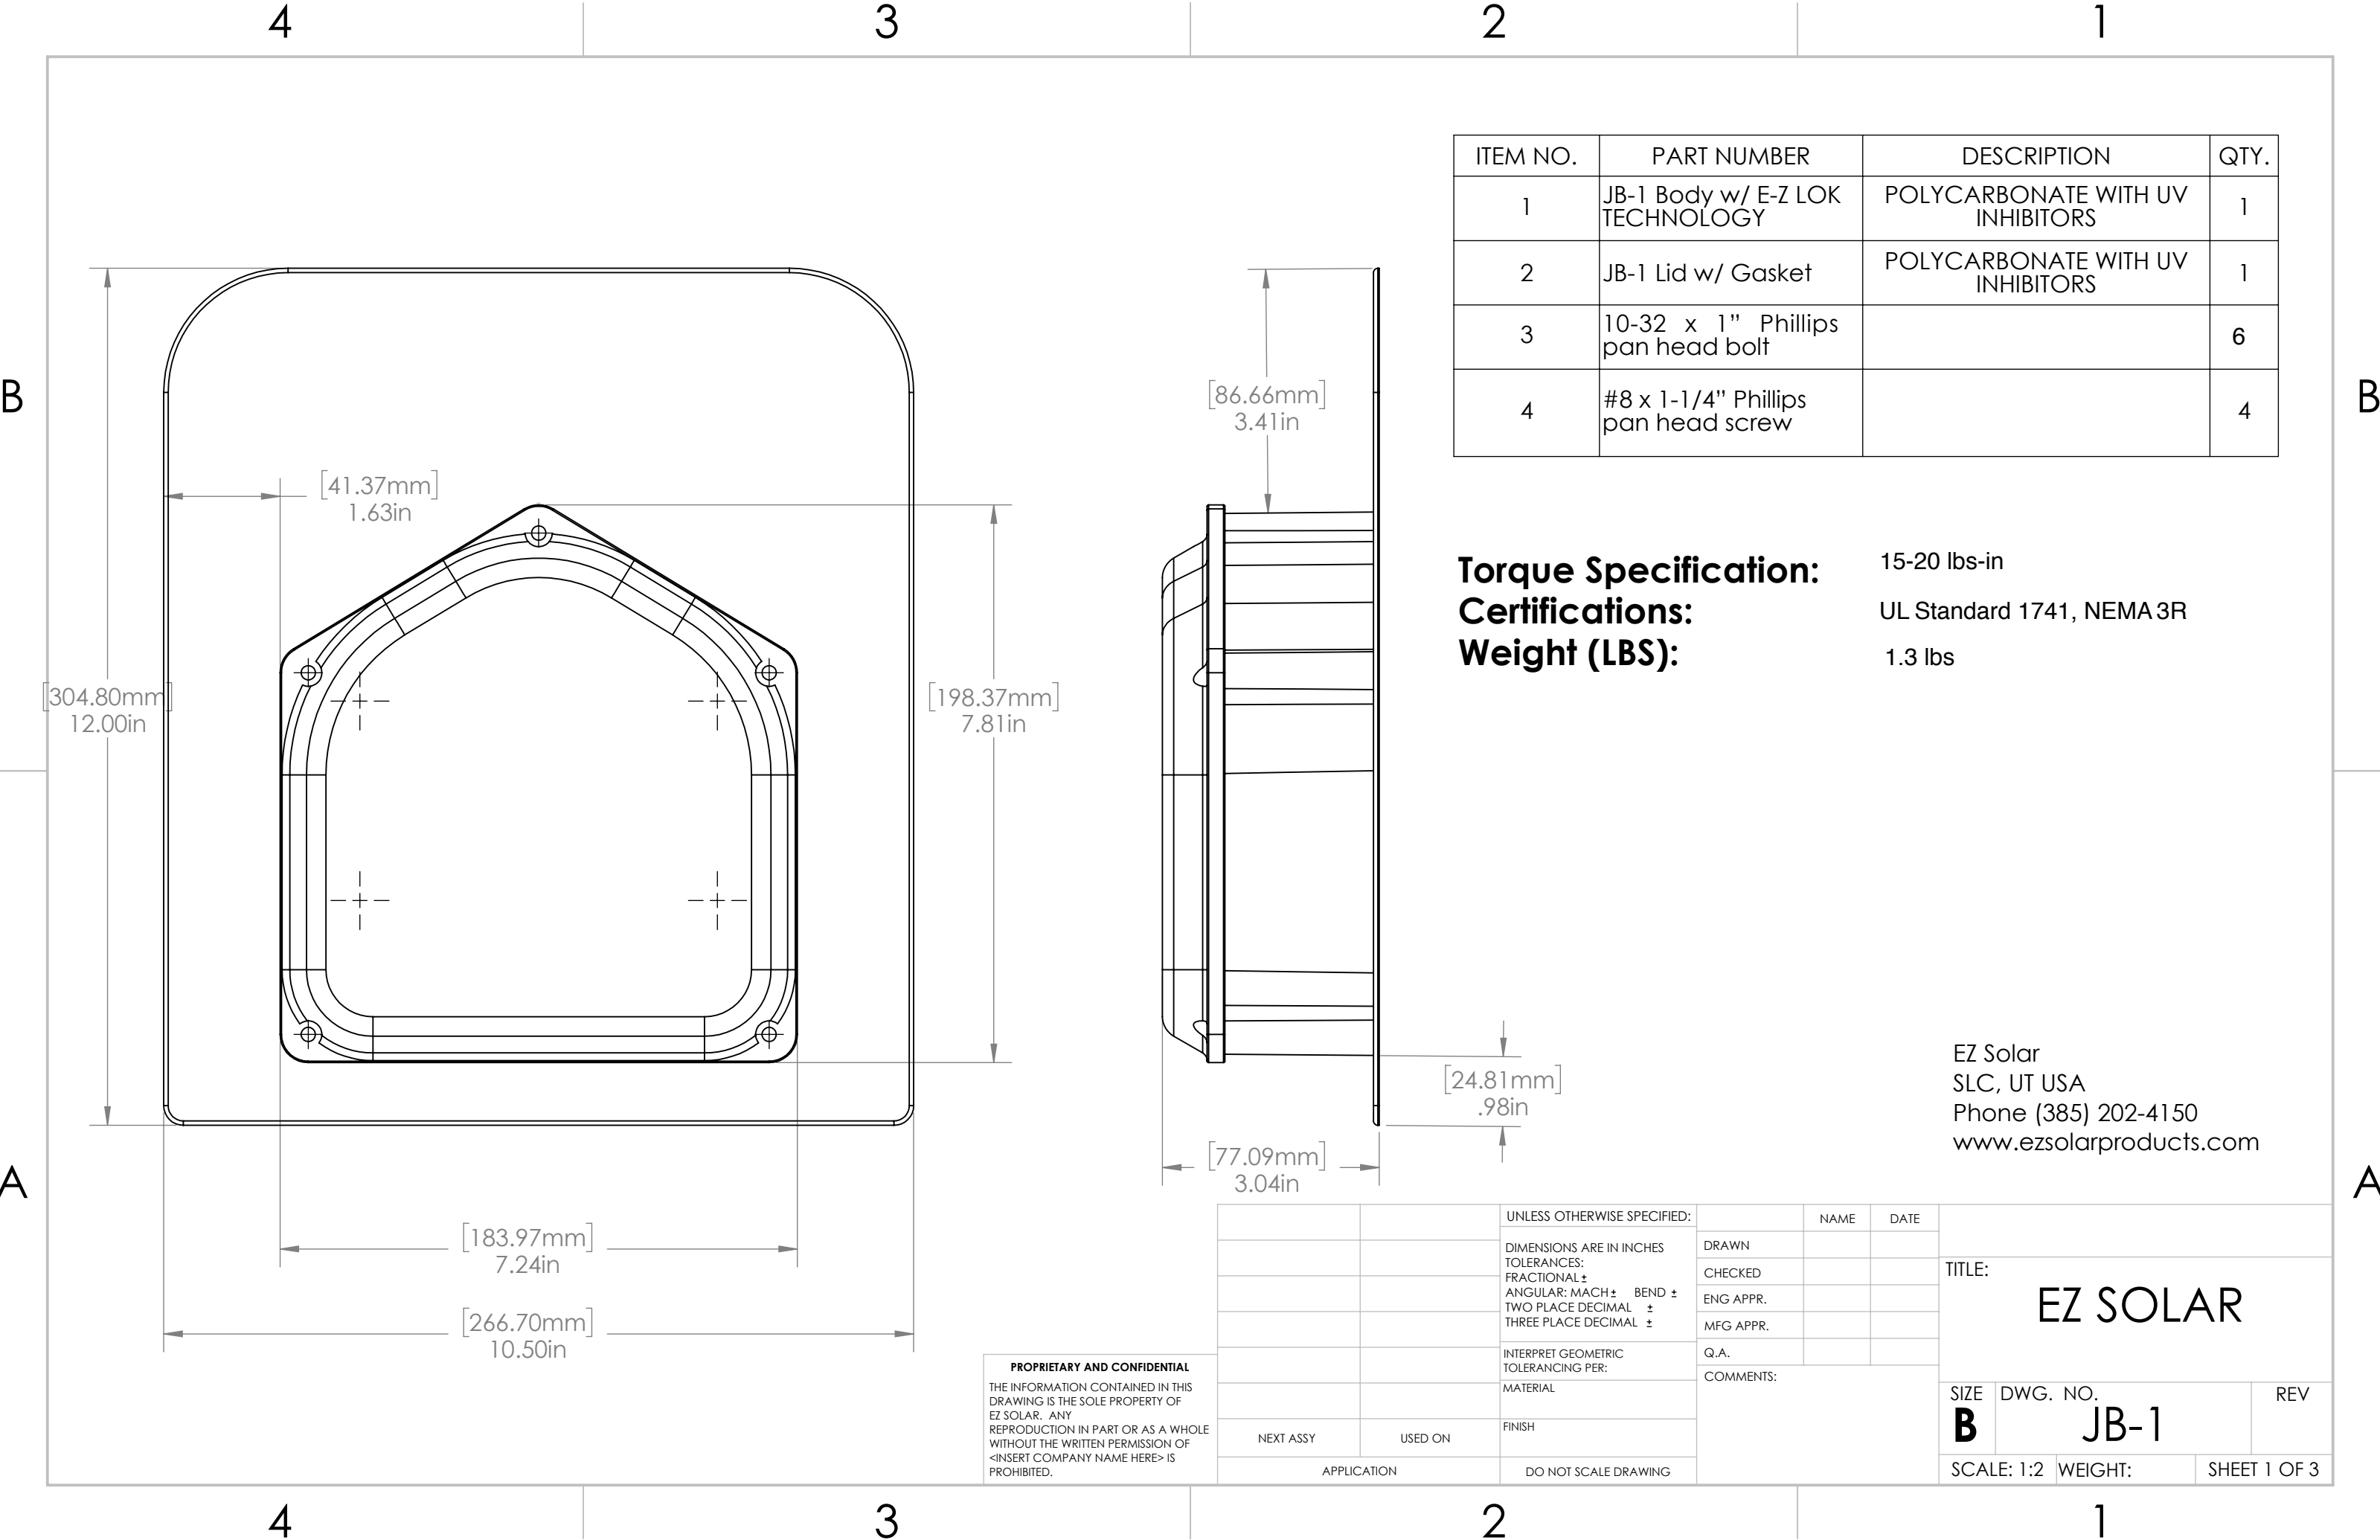 4
3
2
1
B
B
A
A
ITEM NO. PART NUMBER DESCRIPTION QTY.
1 JB-1 Body w/ E-Z LOK TECHNOLOGY POLYCARBONATE WITH UV INHIBITORS 1
2 JB-1 Lid w/ Gasket POLYCARBONATE WITH UV INHIBITORS 1
3 10-32 x 1” Phillips pan head bolt 6
4 #8 x 1-1/4” Phillips pan head screw 4
[86.66mm]
3.41in
[41.37mm]
1.63in
[304.80mm]
12.00in
[198.37mm]
7.81in
Torque Specification: 15-20 lbs-in
Certifications: UL Standard 1741, NEMA 3R
Weight (LBS): 1.3 lbs
[24.81mm]
.98in
[77.09mm]
3.04in
[183.97mm]
7.24in
[266.70mm]
10.50in
EZ Solar
SLC, UT USA
Phone (385) 202-4150
www.ezsolarproducts.com
PROPRIETARY AND CONFIDENTIAL
THE INFORMATION CONTAINED IN THIS
DRAWING IS THE SOLE PROPERTY OF
EZ SOLAR. ANY
REPRODUCTION IN PART OR AS A WHOLE
WITHOUT THE WRITTEN PERMISSION OF
<INSERT COMPANY NAME HERE> IS
PROHIBITED.
NEXT ASSY USED ON
APPLICATION
UNLESS OTHERWISE SPECIFIED:
DIMENSIONS ARE IN INCHES
TOLERANCES:
FRACTIONAL ±
ANGULAR: MACH ± BEND ±
TWO PLACE DECIMAL ±
THREE PLACE DECIMAL ±
INTERPRET GEOMETRIC
TOLERANCING PER:
MATERIAL
FINISH
DO NOT SCALE DRAWING
NAME DATE
DRAWN
CHECKED
ENG APPR.
MFG APPR.
Q.A.
COMMENTS:
TITLE:
EZ SOLAR
SIZE DWG. NO. REV
B JB-1
SCALE: 1:2 WEIGHT: SHEET 1 OF 3
4
3
2
1